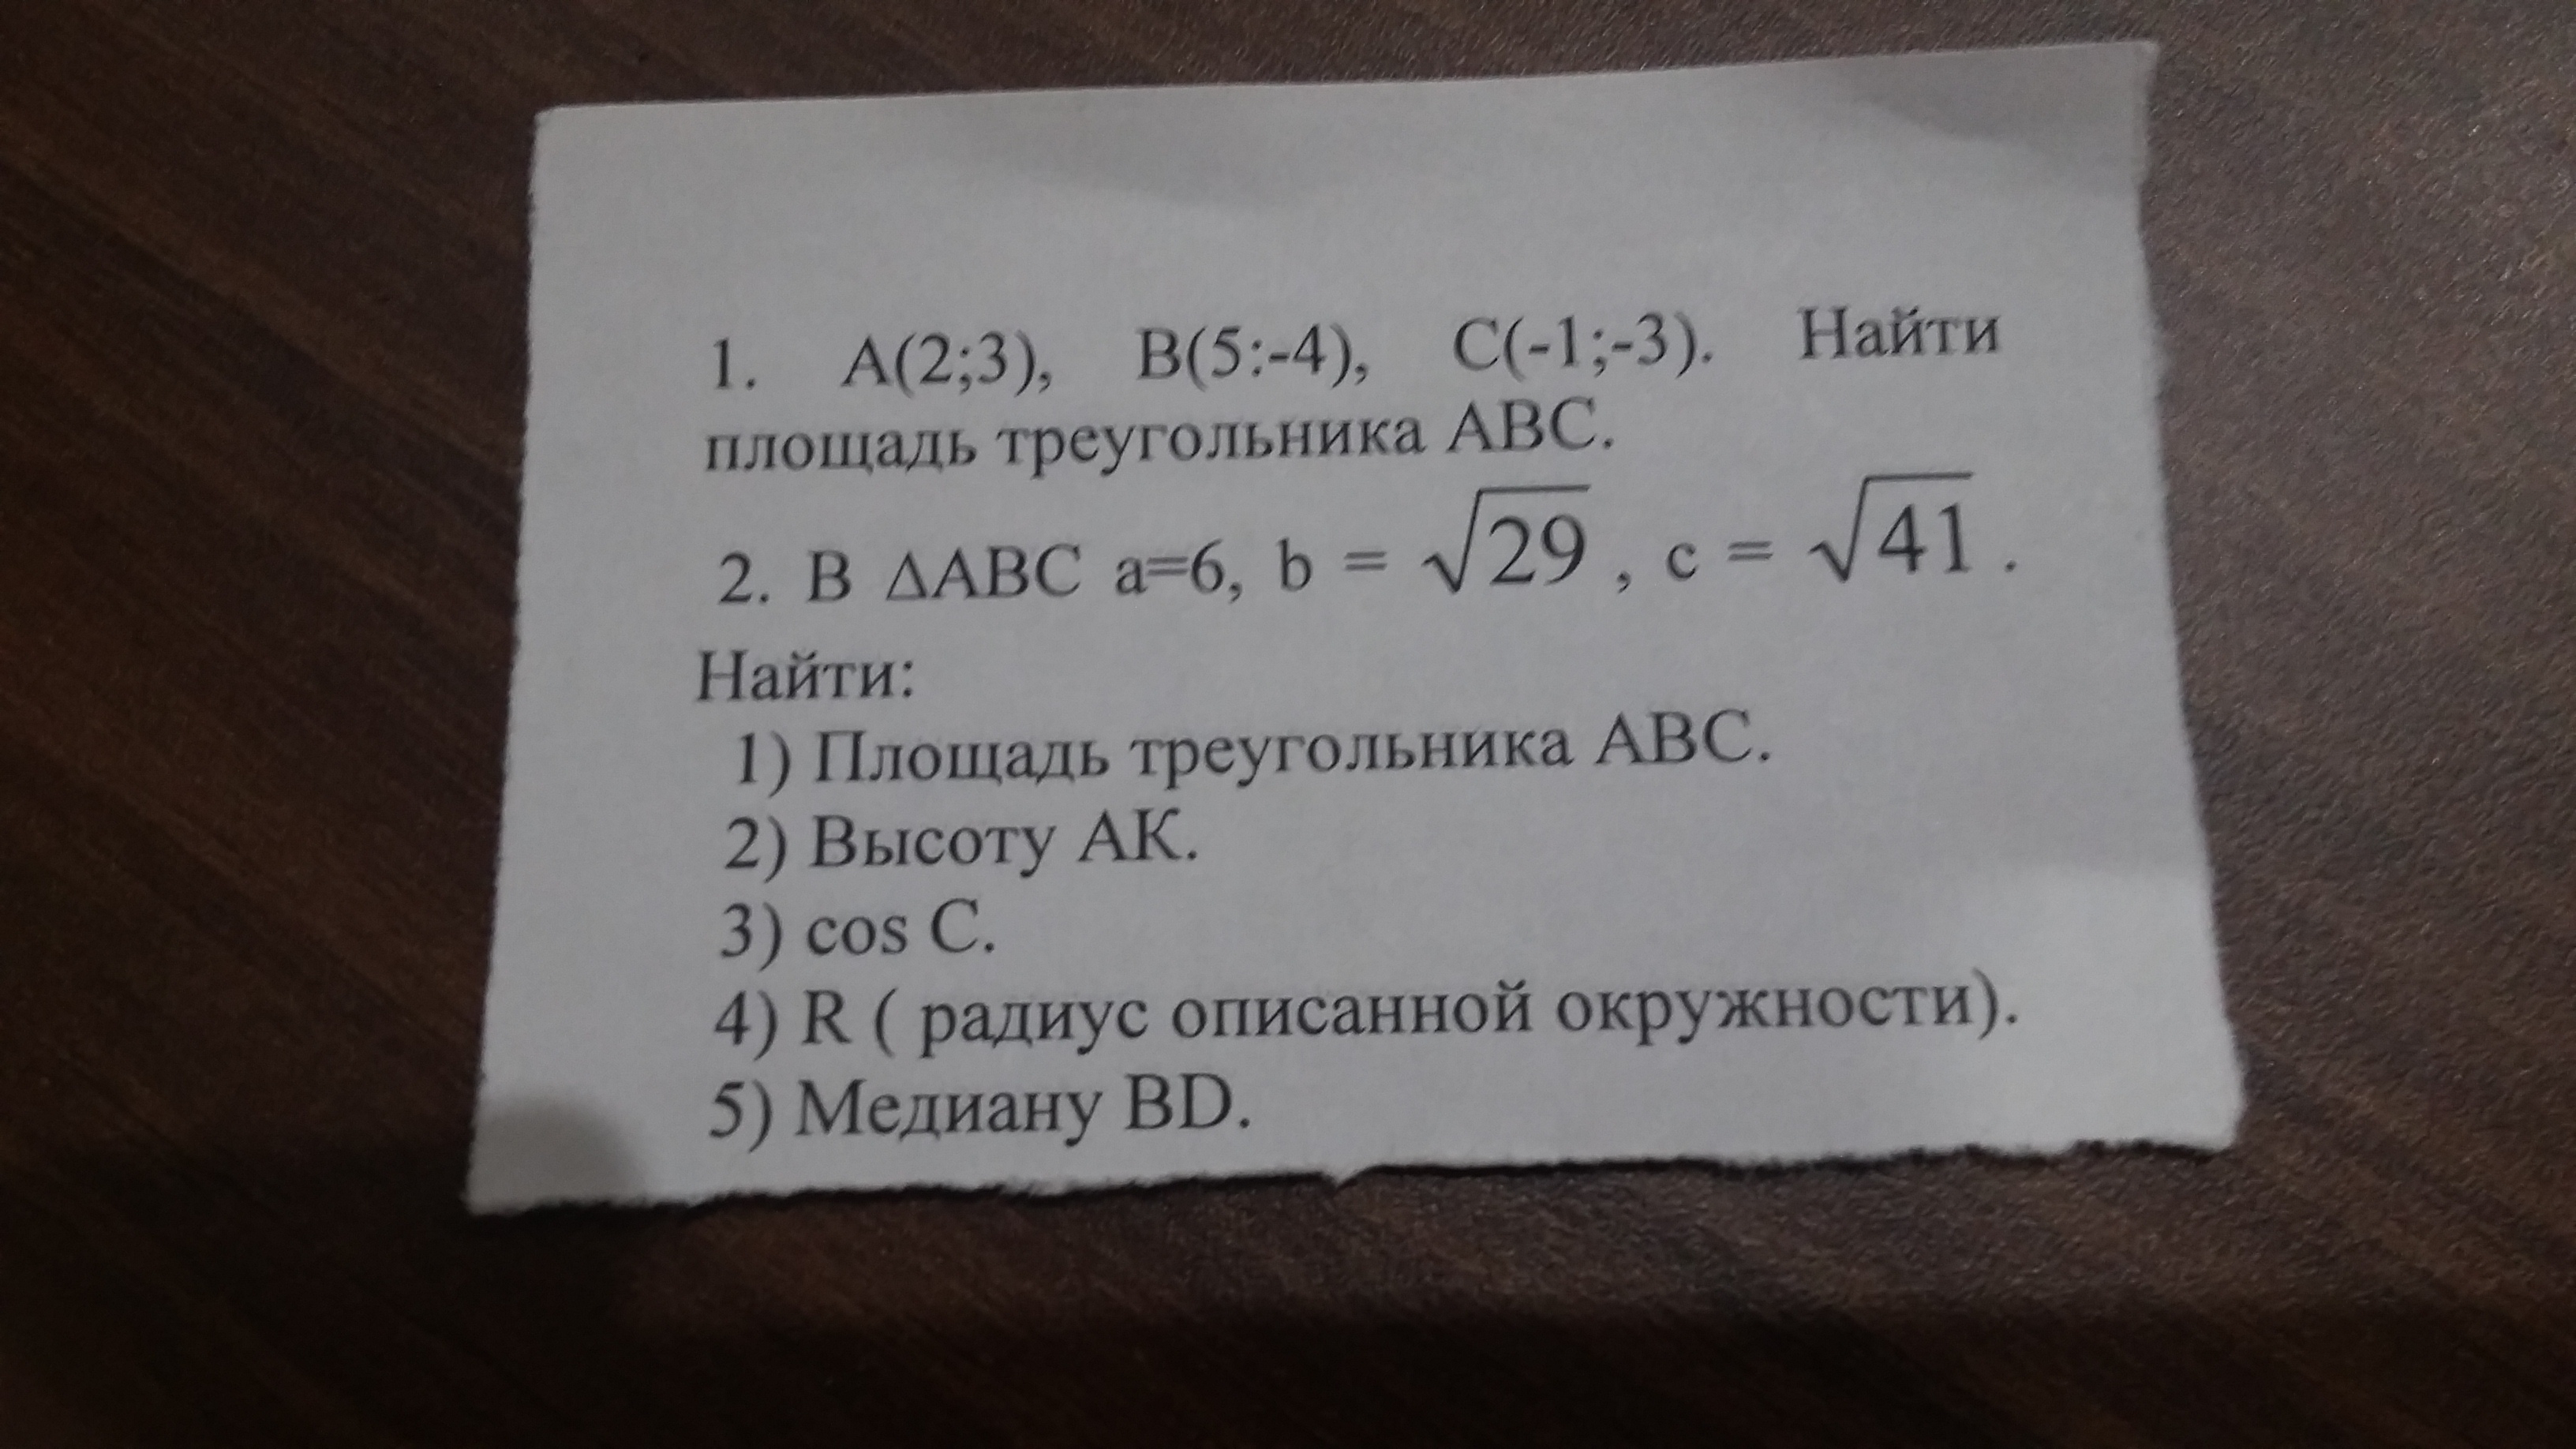 1. A(2;3), B(5:-4), C(-1;-3). Найти
площадь треугольника ABC.
2. В ΔABC a=6, b = √29 , c = √41 .
Найти:
1) Площадь треугольника ABC.
2) Высоту AK.
3) cos C.
4) R ( радиус описанной окружности).
5) Медиану BD.